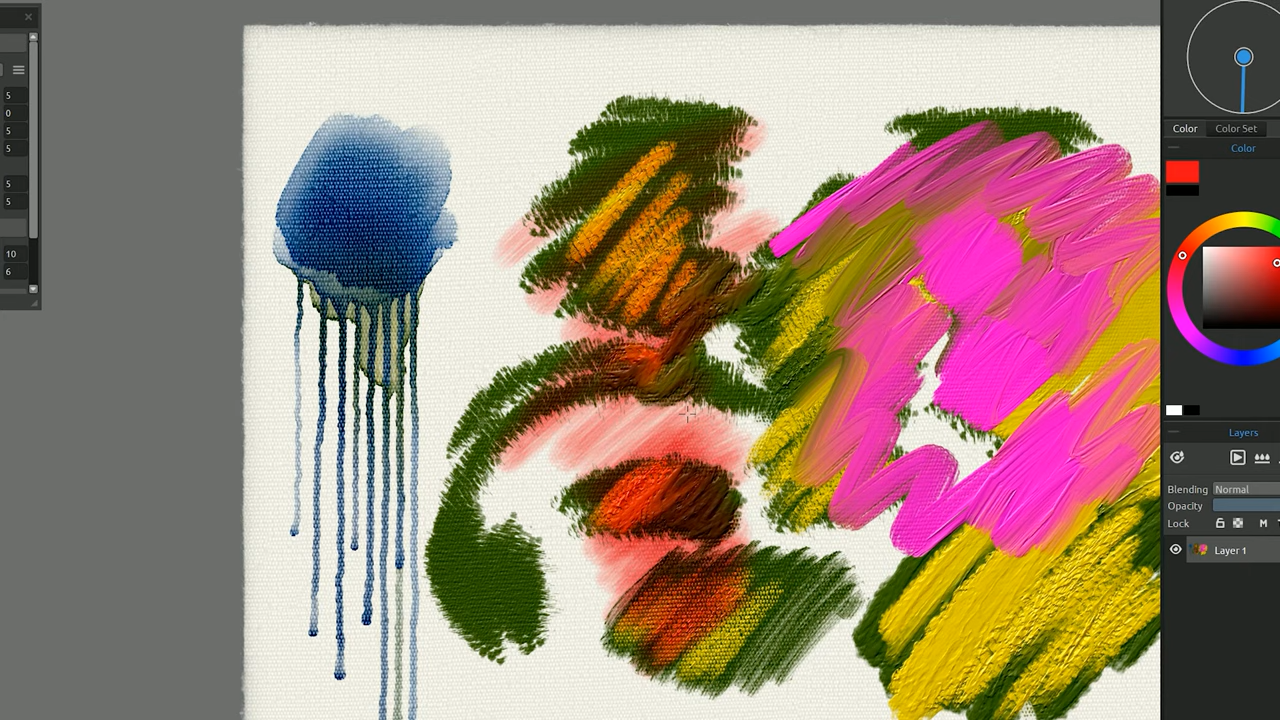 5
0
5
5
5
5
10
6
Color Color Set
Color
Layers
Blending Normal
Opacity
Lock M
Layer 1